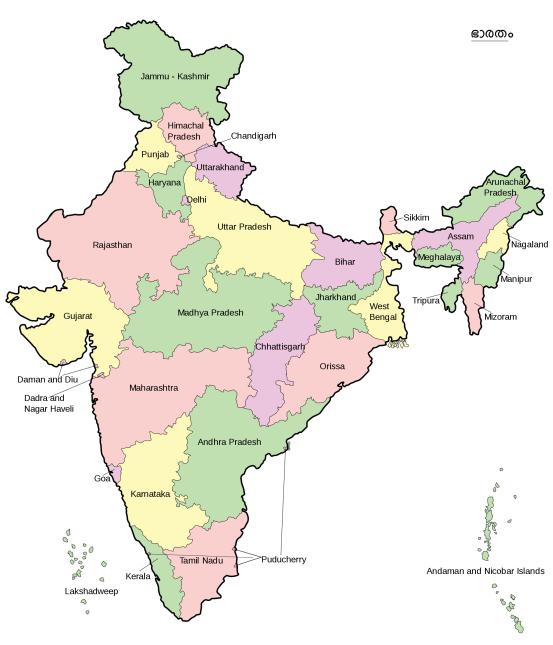 ഭാരതം
Jammu - Kashmir
Himachal
Pradesh
Chandigarh
Punjab
Uttarakhand
Haryana
Delhi
Arunachal
Pradesh
Sikkim
Uttar Pradesh
Assam
Nagaland
Rajasthan
Bihar
Meghalaya
Manipur
Jharkhand
Tripura
West
Bengal
Gujarat
Madhya Pradesh
Mizoram
Chhattisgarh
Orissa
Daman and Diu
Maharashtra
Dadra and
Nagar Haveli
Andhra Pradesh
Goa
Karnataka
Puducherry
Tamil Nadu
Andaman and Nicobar Islands
Kerala
Lakshadweep